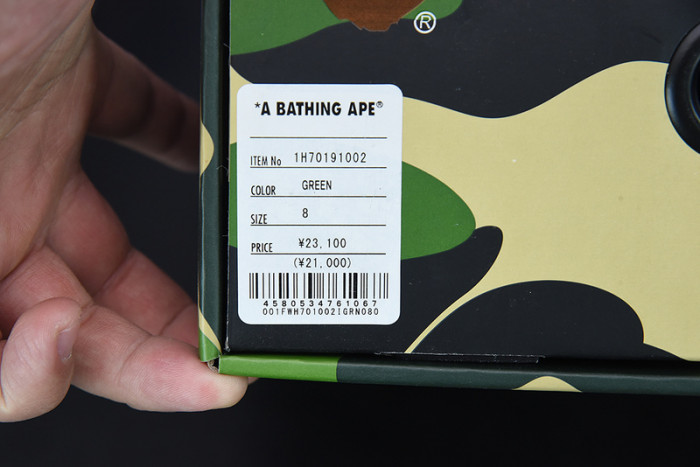 ®
*A BATHING APE®
ITEM No 1H70191002
COLOR GREEN
SIZE 8
PRICE ¥23,100
(¥21,000)
4580534761067
001FWH701002IGRN080